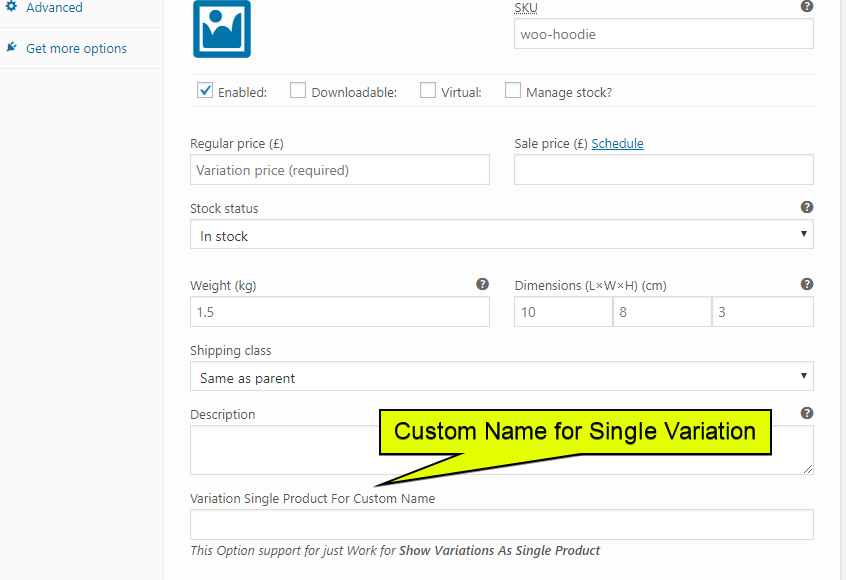 Advanced
Get more options
SKU
woo-hoodie
Enabled: Downloadable: Virtual: Manage stock?
Regular price (£) Sale price (£) Schedule
Variation price (required)
Stock status
In stock
Weight (kg) Dimensions (L×W×H) (cm)
1.5 10 8 3
Shipping class
Same as parent
Description
Custom Name for Single Variation
Variation Single Product For Custom Name
This Option support for just Work for Show Variations As Single Product